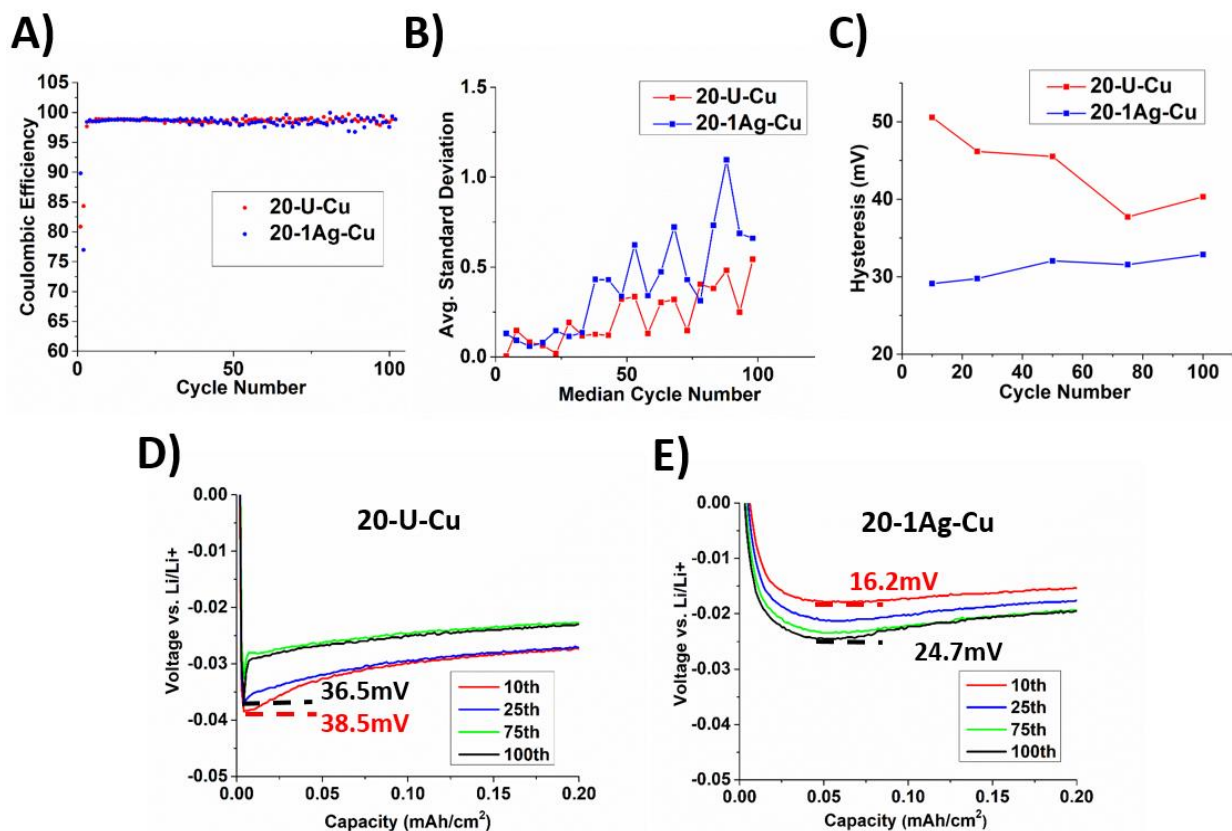 A)
Coulombic Efficiency
105
100
95
90
85
80
75
70
65
60
0
50
100
Cycle Number
20-U-Cu
20-1Ag-Cu
B)
Avg. Standard Deviation
1.5
1.0
0.5
0.0
0
50
100
Median Cycle Number
20-U-Cu
20-1Ag-Cu
C)
Hysteresis (mV)
50
40
30
20
0
20
40
60
80
100
Cycle Number
20-U-Cu
20-1Ag-Cu
D)
20-U-Cu
Voltage vs. Li/Li+
0.00
-0.01
-0.02
-0.03
-0.04
-0.05
36.5mV
38.5mV
10th
25th
75th
100th
0.00
0.05
0.10
0.15
0.20
Capacity (mAh/cm²)
E)
20-1Ag-Cu
Voltage vs. Li/Li+
0.00
-0.01
-0.02
-0.03
-0.04
-0.05
16.2mV
24.7mV
10th
25th
75th
100th
0.00
0.05
0.10
0.15
0.20
Capacity (mAh/cm²)